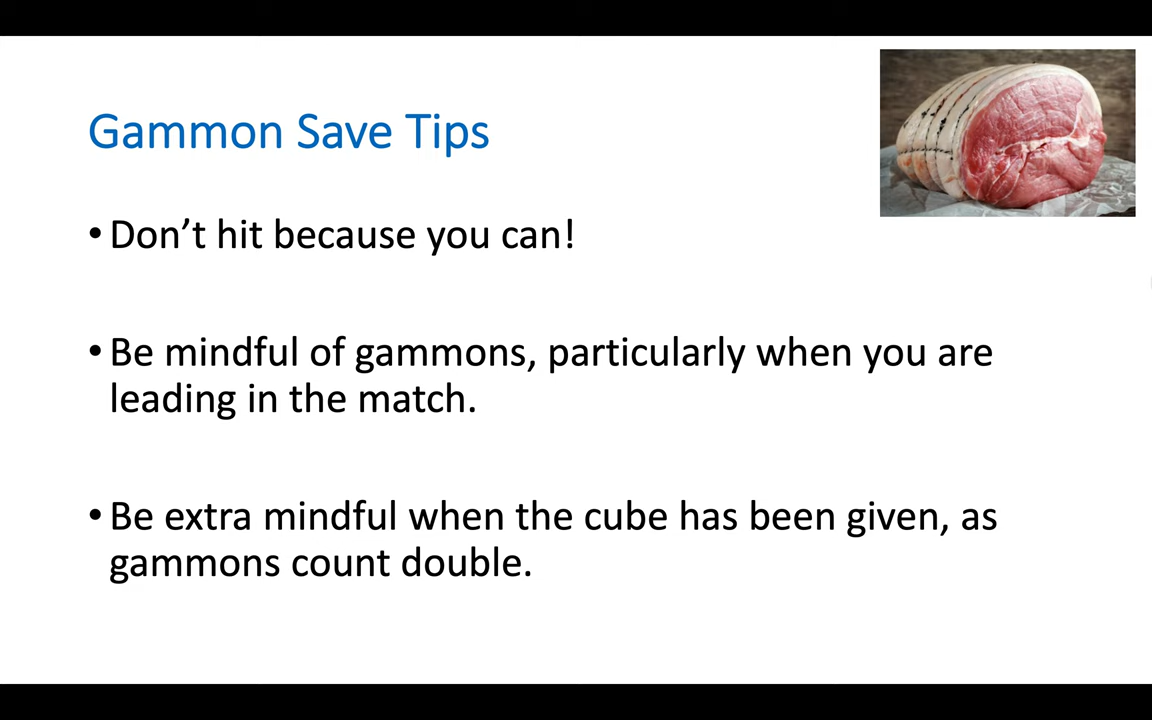 Gammon Save Tips
• Don’t hit because you can!
• Be mindful of gammons, particularly when you are
leading in the match.
• Be extra mindful when the cube has been given, as
gammons count double.